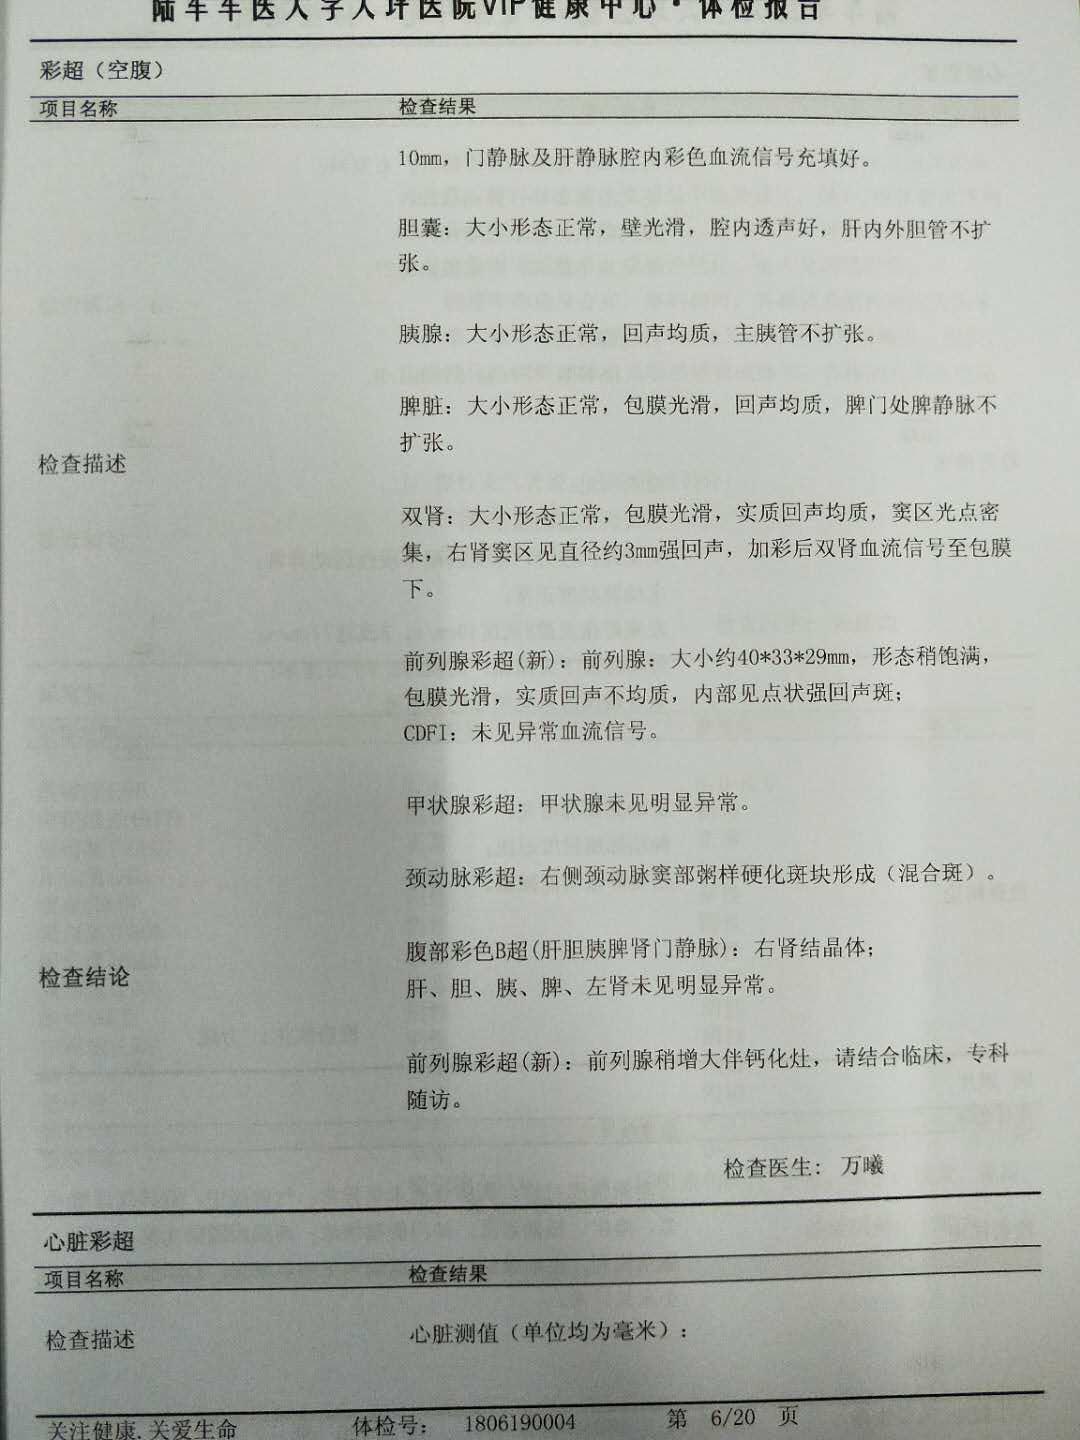 陆军军医大学大坪医院VIP健康中心·体检报告
彩超（空腹）
项目名称 检查结果
10mm，门静脉及肝静脉腔内彩色血流信号充填好。
胆囊：大小形态正常，壁光滑，腔内透声好，肝内外胆管不扩
张。
胰腺：大小形态正常，回声均质，主胰管不扩张。
脾脏：大小形态正常，包膜光滑，回声均质，脾门处脾静脉不
扩张。
检查描述
双肾：大小形态正常，包膜光滑，实质回声均质，窦区光点密
集，右肾窦区见直径约3mm强回声，加彩后双肾血流信号至包膜
下。
前列腺彩超(新)：前列腺：大小约40*33*29mm，形态稍饱满，
包膜光滑，实质回声不均质，内部见点状强回声斑；
CDFI：未见异常血流信号。
甲状腺彩超：甲状腺未见明显异常。
颈动脉彩超：右侧颈动脉窦部粥样硬化斑块形成（混合斑）。
腹部彩色B超(肝胆胰脾肾门静脉)：右肾结晶体；
检查结论
肝、胆、胰、脾、左肾未见明显异常。
前列腺彩超(新)：前列腺稍增大伴钙化灶，请结合临床，专科
随访。
检查医生: 万曦
心脏彩超
项目名称 检查结果
检查描述 心脏测值（单位均为毫米）:
关注健康.关爱生命 体检号: 1806190004 第 6/20 页